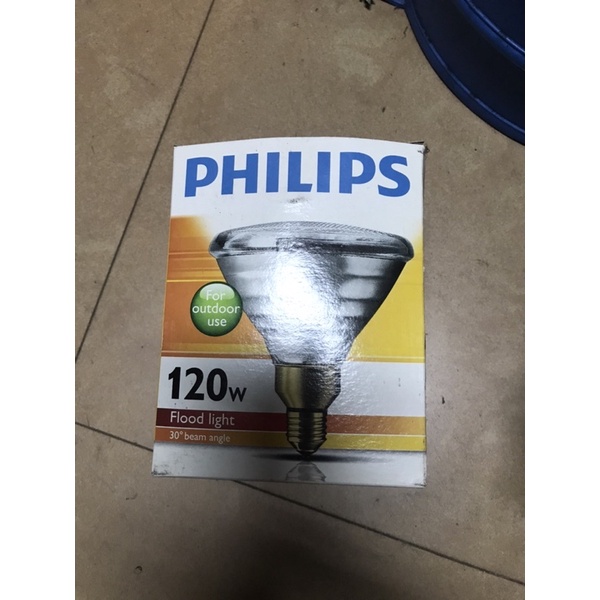 PHILIPS
For
outdoor
use
120W
Flood light
30° beam angle